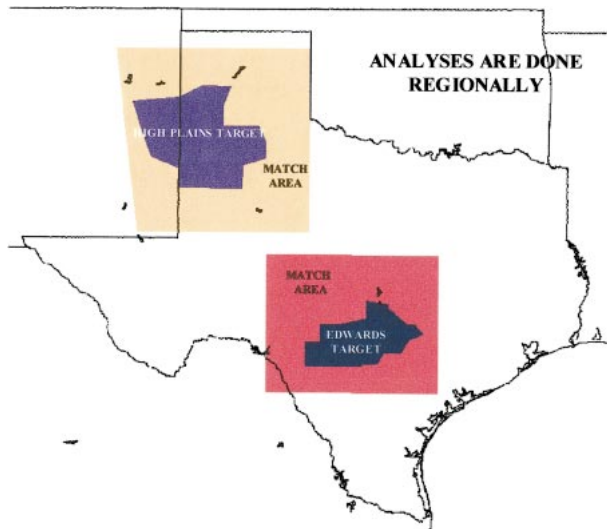 ANALYSES ARE DONE
REGIONALLY
HIGH PLAINS TARGET
MATCH
AREA
MATCH
AREA
EDWARDS
TARGET